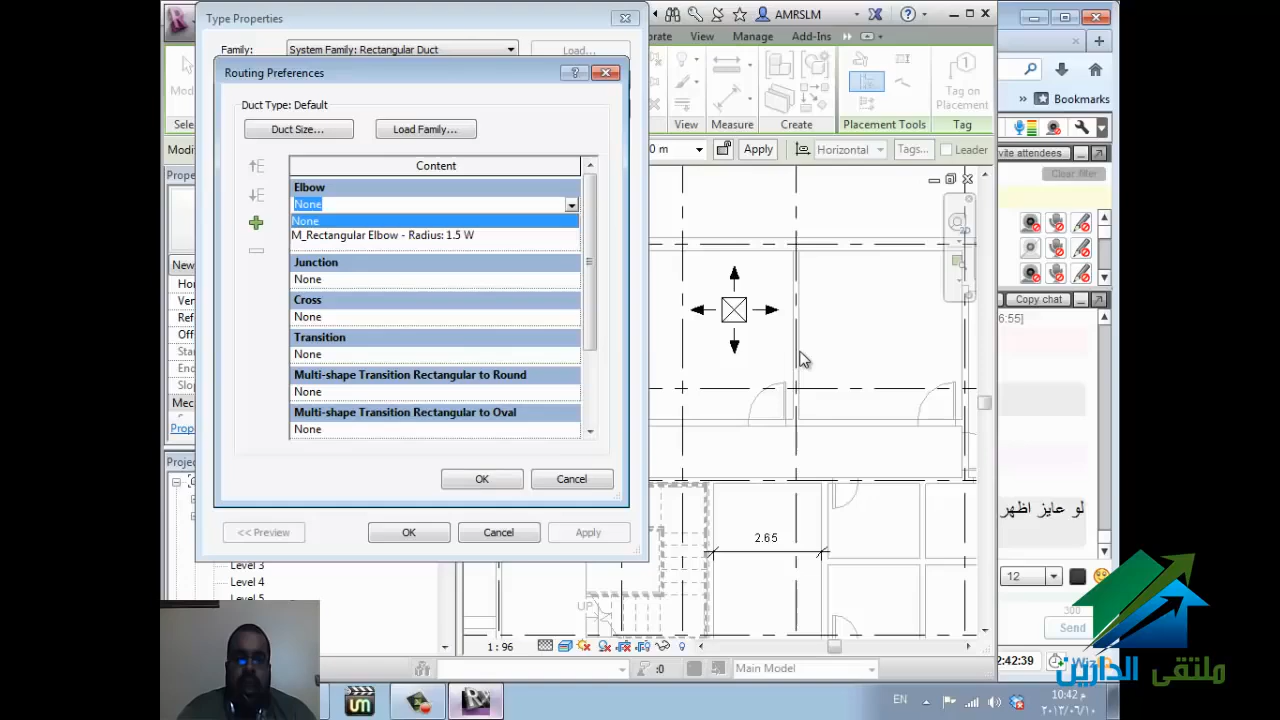 Type Properties
AMRSLM
Family:
System Family: Rectangular Duct
Load...
View
Manage
Add-Ins
Routing Preferences
Duct Type: Default
Duct Size...
Load Family...
Bookmarks
Tag on
Placement
View
Measure
Create
Placement Tools
Tag
Apply
Horizontal
Tags...
Leader
Clear filter
Content
Elbow
None
None
M_Rectangular Elbow - Radius: 1.5 W
Junction
None
Cross
None
Transition
None
Multi-shape Transition Rectangular to Round
None
Multi-shape Transition Rectangular to Oval
None
OK
Cancel
<< Preview
OK
Cancel
Apply
Copy chat
6:55]
لو عايز اظهر
2.65
UP
Level 3
Level 4
Level 5
12
300
Send
1 : 96
:0
Main Model
2:42:39
ملتقى الدارين
EN
10:42 م
٢٠١٣/٠٦/١٠